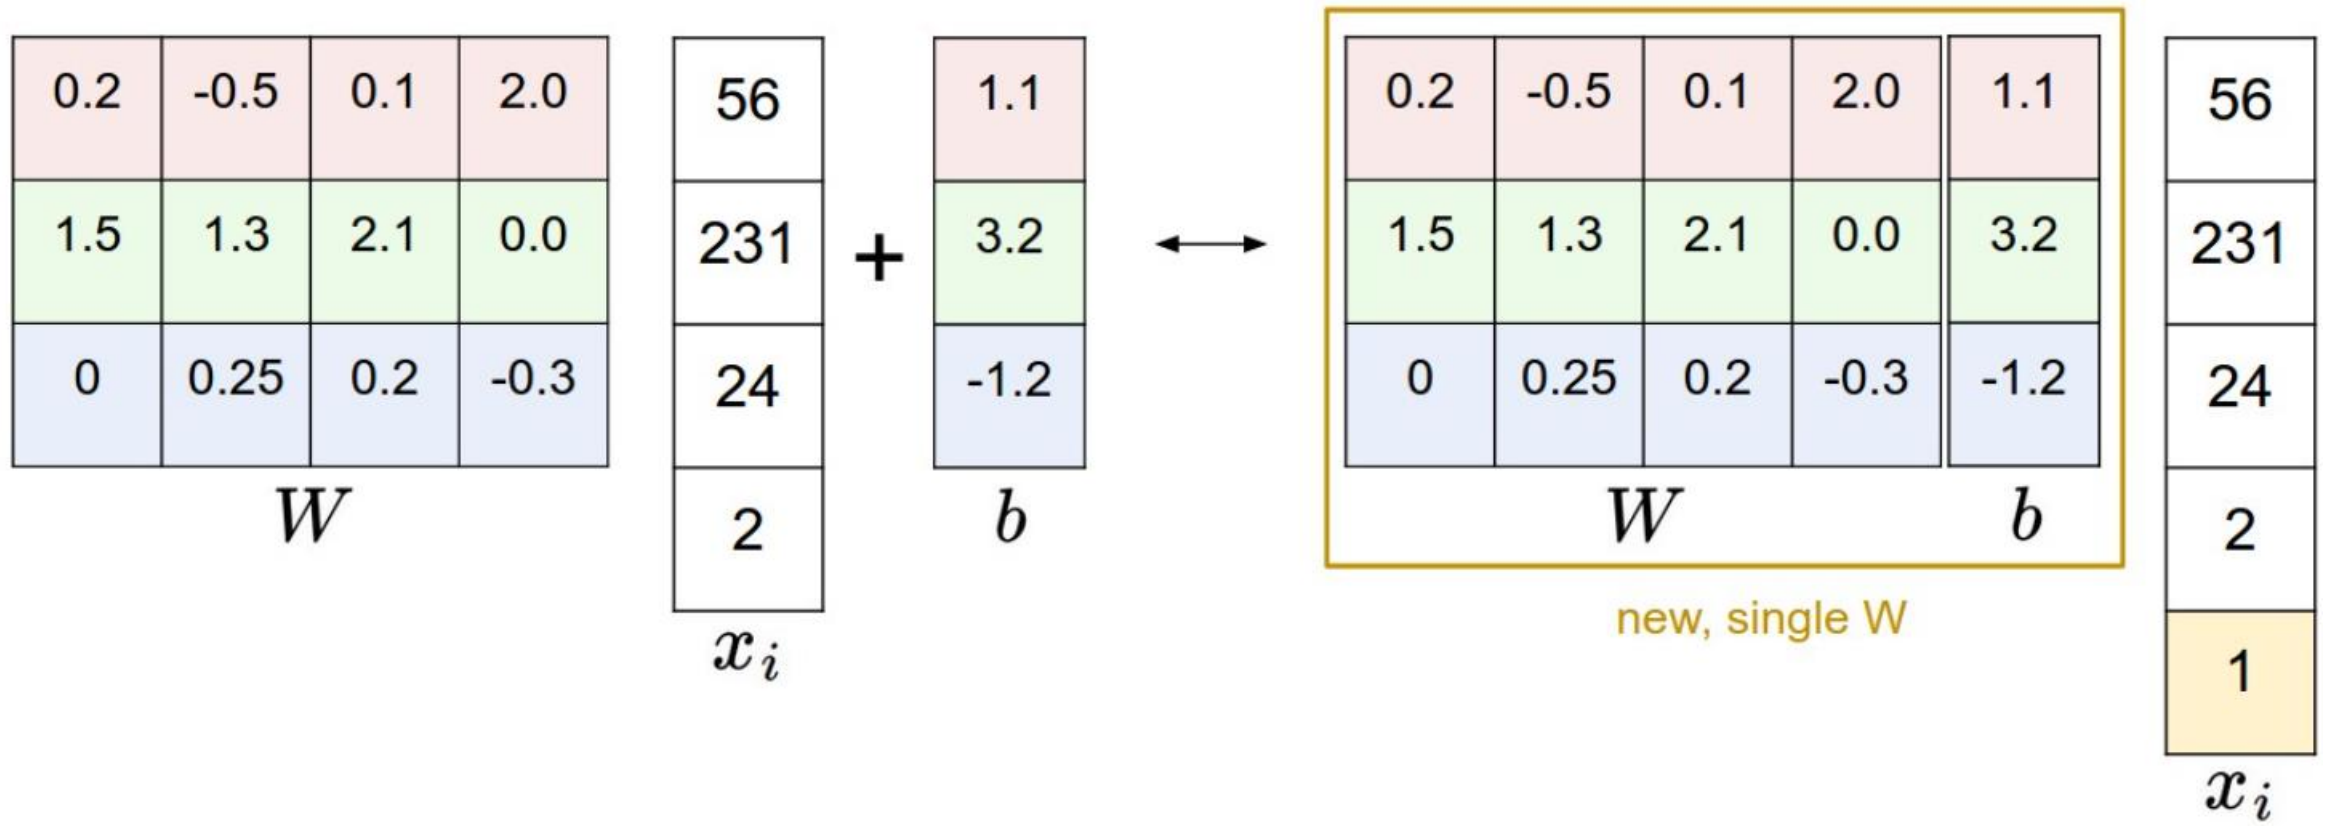 0.2 -0.5 0.1 2.0 56 1.1 0.2 -0.5 0.1 2.0 1.1 56
1.5 1.3 2.1 0.0 231 + 3.2 ↔ 1.5 1.3 2.1 0.0 3.2 231
0 0.25 0.2 -0.3 24 -1.2 0 0.25 0.2 -0.3 -1.2 24
W 2 b W b 2
x_i new, single W 1
x_i